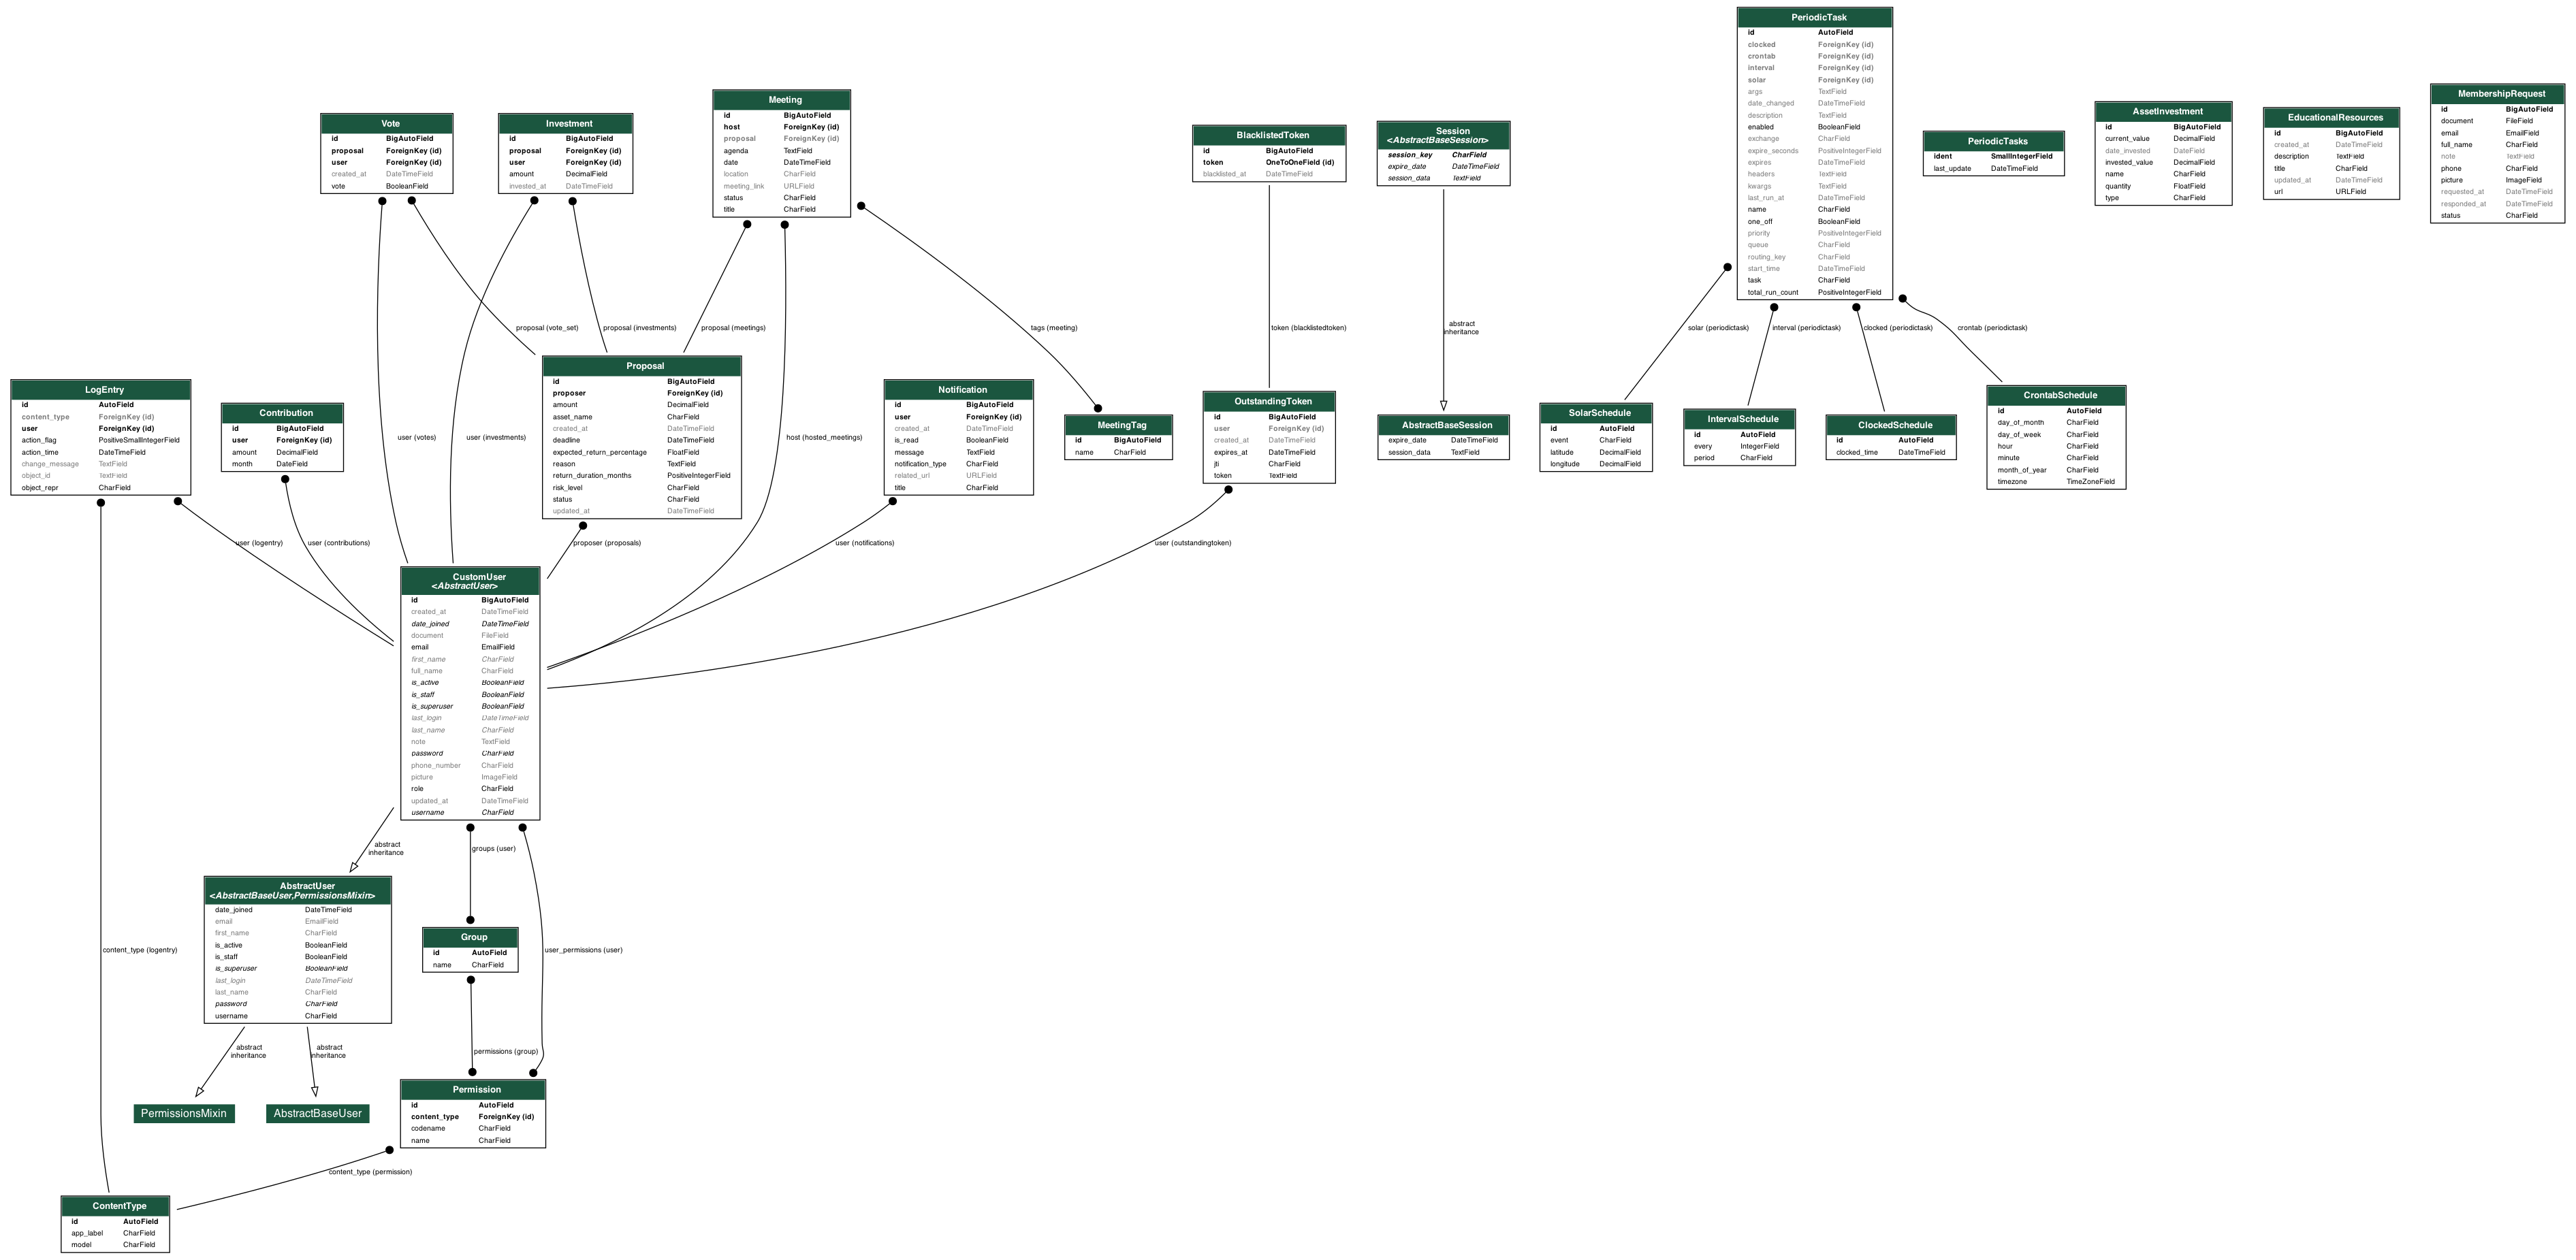 PeriodicTask
id AutoField
clocked ForeignKey (id)
crontab ForeignKey (id)
interval ForeignKey (id)
solar ForeignKey (id)
args TextField
date_changed DateTimeField
description TextField
enabled BooleanField
exchange CharField
expire_seconds PositiveIntegerField
expires DateTimeField
headers TextField
kwargs TextField
last_run_at DateTimeField
name CharField
one_off BooleanField
priority PositiveIntegerField
queue CharField
routing_key CharField
start_time DateTimeField
task CharField
total_run_count PositiveIntegerField
Vote
id BigAutoField
proposal ForeignKey (id)
user ForeignKey (id)
created_at DateTimeField
vote BooleanField
Investment
id BigAutoField
proposal ForeignKey (id)
user ForeignKey (id)
amount DecimalField
invested_at DateTimeField
Meeting
id BigAutoField
host ForeignKey (id)
proposal ForeignKey (id)
agenda TextField
date DateTimeField
location CharField
meeting_link URLField
status CharField
title CharField
BlacklistedToken
id BigAutoField
token OneToOneField (id)
blacklisted_at DateTimeField
Session
<AbstractBaseSession>
session_key CharField
expire_date DateTimeField
session_data TextField
PeriodicTasks
ident SmallIntegerField
last_update DateTimeField
AssetInvestment
id BigAutoField
current_value DecimalField
date_invested DateField
invested_value DecimalField
name CharField
quantity FloatField
type CharField
EducationalResources
id BigAutoField
created_at DateTimeField
description TextField
title CharField
updated_at DateTimeField
url URLField
MembershipRequest
id BigAutoField
document FileField
email EmailField
full_name CharField
note TextField
phone CharField
picture ImageField
requested_at DateTimeField
responded_at DateTimeField
status CharField
proposal (vote_set)
proposal (investments)
proposal (meetings)
tags (meeting)
token (blacklistedtoken)
abstract
inheritance
solar (periodictask)
interval (periodictask)
clocked (periodictask)
crontab (periodictask)
LogEntry
id AutoField
content_type ForeignKey (id)
user ForeignKey (id)
action_flag PositiveSmallIntegerField
action_time DateTimeField
change_message TextField
object_id TextField
object_repr CharField
Contribution
id BigAutoField
user ForeignKey (id)
amount DecimalField
month DateField
user (votes)
user (investments)
Proposal
id BigAutoField
proposer ForeignKey (id)
amount DecimalField
asset_name CharField
created_at DateTimeField
deadline DateTimeField
expected_return_percentage FloatField
reason TextField
return_duration_months PositiveIntegerField
risk_level CharField
status CharField
updated_at DateTimeField
host (hosted_meetings)
Notification
id BigAutoField
user ForeignKey (id)
created_at DateTimeField
is_read BooleanField
message TextField
notification_type CharField
related_url URLField
title CharField
MeetingTag
id BigAutoField
name CharField
OutstandingToken
id BigAutoField
user ForeignKey (id)
created_at DateTimeField
expires_at DateTimeField
jti CharField
token TextField
AbstractBaseSession
expire_date DateTimeField
session_data TextField
SolarSchedule
id AutoField
event CharField
latitude DecimalField
longitude DecimalField
IntervalSchedule
id AutoField
every IntegerField
period CharField
ClockedSchedule
id AutoField
clocked_time DateTimeField
CrontabSchedule
id AutoField
day_of_month CharField
day_of_week CharField
hour CharField
minute CharField
month_of_year CharField
timezone TimeZoneField
user (logentry)
user (contributions)
proposer (proposals)
user (notifications)
user (outstandingtoken)
CustomUser
<AbstractUser>
id BigAutoField
created_at DateTimeField
date_joined DateTimeField
document FileField
email EmailField
first_name CharField
full_name CharField
is_active BooleanField
is_staff BooleanField
is_superuser BooleanField
last_login DateTimeField
last_name CharField
note TextField
password CharField
phone_number CharField
picture ImageField
role CharField
updated_at DateTimeField
username CharField
abstract
inheritance
groups (user)
AbstractUser
<AbstractBaseUser,PermissionsMixin>
date_joined DateTimeField
email EmailField
first_name CharField
is_active BooleanField
is_staff BooleanField
is_superuser BooleanField
last_login DateTimeField
last_name CharField
password CharField
username CharField
Group
id AutoField
name CharField
content_type (logentry)
user_permissions (user)
abstract
inheritance
abstract
inheritance
permissions (group)
PermissionsMixin
AbstractBaseUser
Permission
id AutoField
content_type ForeignKey (id)
codename CharField
name CharField
content_type (permission)
ContentType
id AutoField
app_label CharField
model CharField